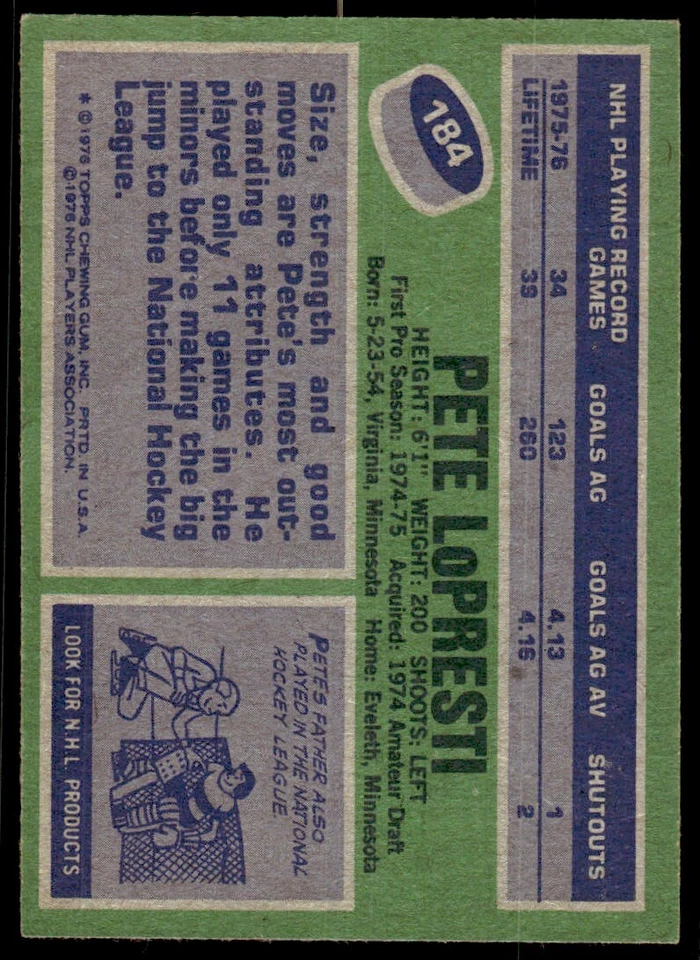 NHL PLAYING RECORD
GAMES GOALS AG GOALS AG AV SHUTOUTS
1975-76 34 123 4.13 1
LIFETIME 39 260 4.16 2
184
PETE LoPRESTI
HEIGHT: 6'1" WEIGHT: 200 SHOOTS: LEFT
First Pro Season: 1974-75 Acquired: 1974 Amateur Draft
Born: 5-23-54, Virginia, Minnesota Home: Eveleth, Minnesota
Size, strength and good
moves are Pete's most out-
standing attributes. He
played only 11 games in the
minors before making the big
jump to the National Hockey
League.
* ©1976 TOPPS CHEWING GUM, INC. PRTD. IN U.S.A.
©1976 NHL PLAYERS ASSOCIATION.
PETE'S FATHER ALSO
PLAYED IN THE NATIONAL
HOCKEY LEAGUE.
LOOK FOR N.H.L. PRODUCTS